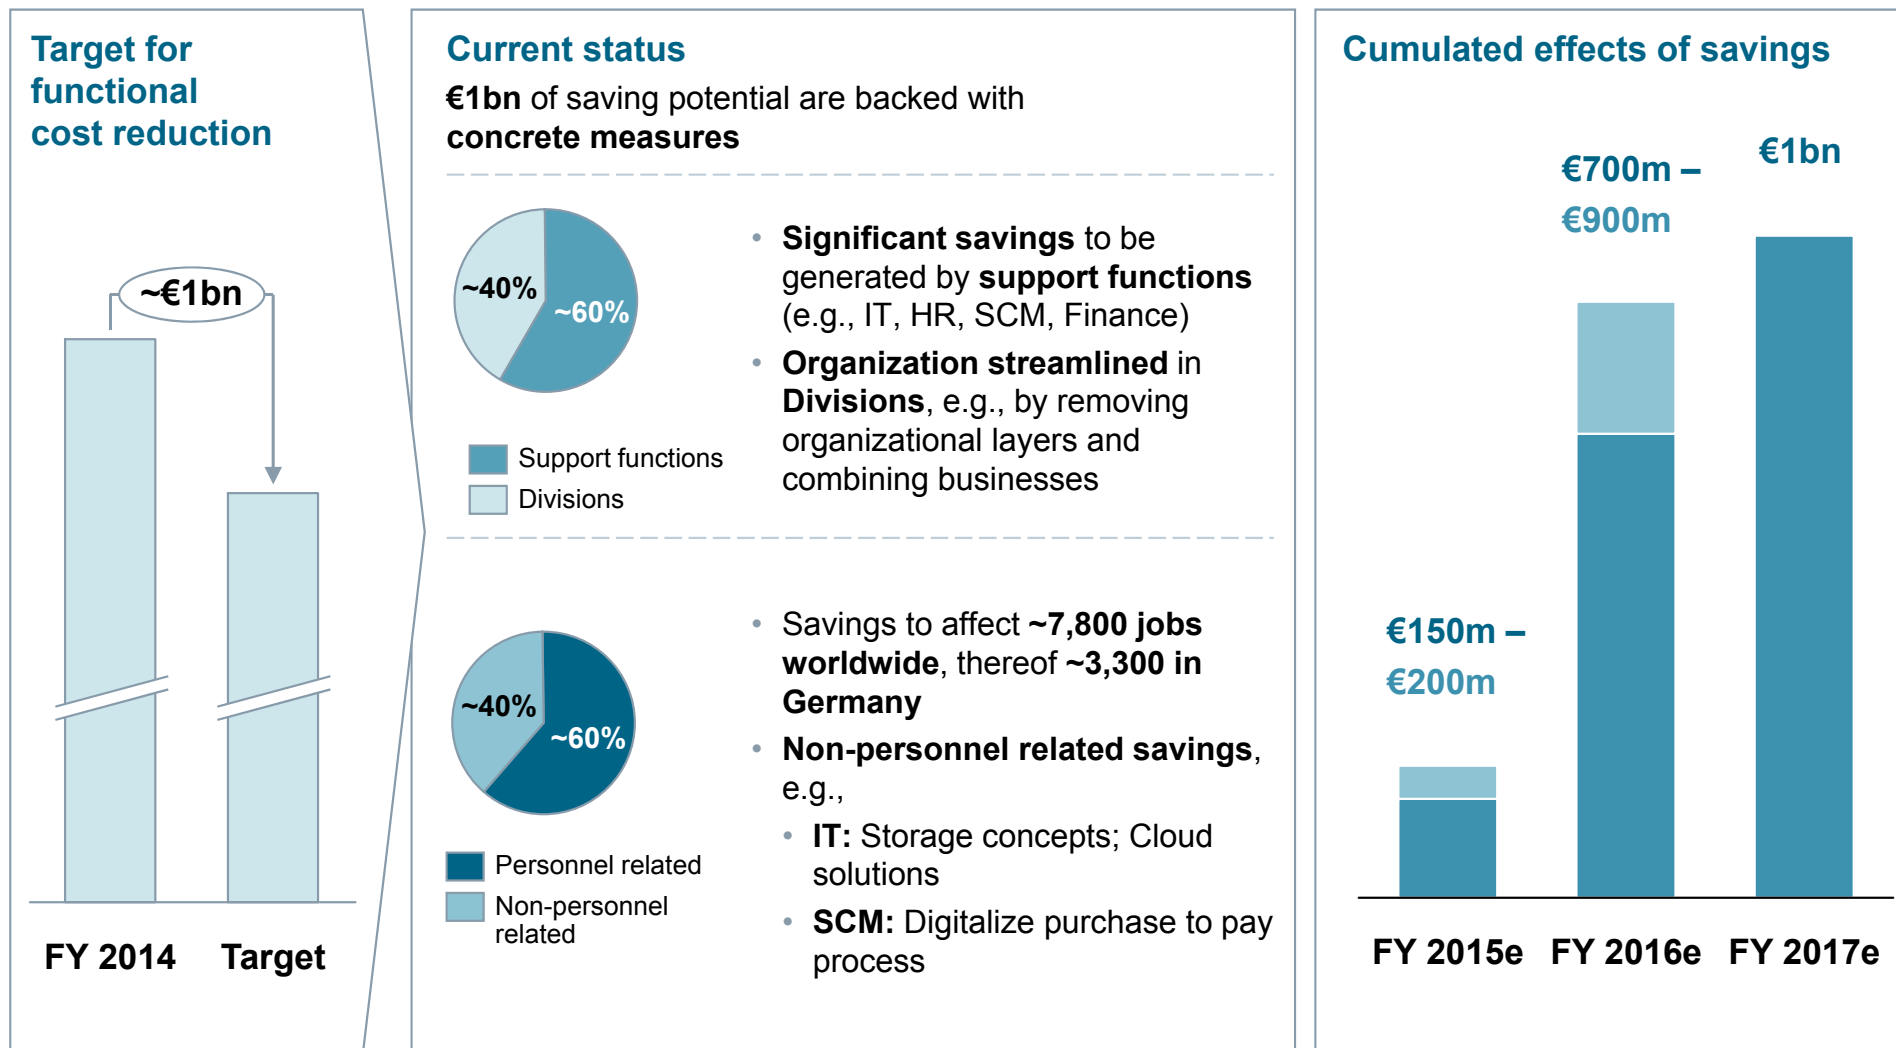 Target for
functional
cost reduction
~€1bn
FY 2014
Target
Current status
€1bn of saving potential are backed with
concrete measures
~40%
~60%
Support functions
Divisions
• Significant savings to be
generated by support functions
(e.g., IT, HR, SCM, Finance)
• Organization streamlined in
Divisions, e.g., by removing
organizational layers and
combining businesses
~40%
~60%
Personnel related
Non-personnel
related
• Savings to affect ~7,800 jobs
worldwide, thereof ~3,300 in
Germany
• Non-personnel related savings,
e.g.,
• IT: Storage concepts; Cloud
solutions
• SCM: Digitalize purchase to pay
process
Cumulated effects of savings
€150m –
€200m
€700m –
€900m
€1bn
FY 2015e
FY 2016e
FY 2017e